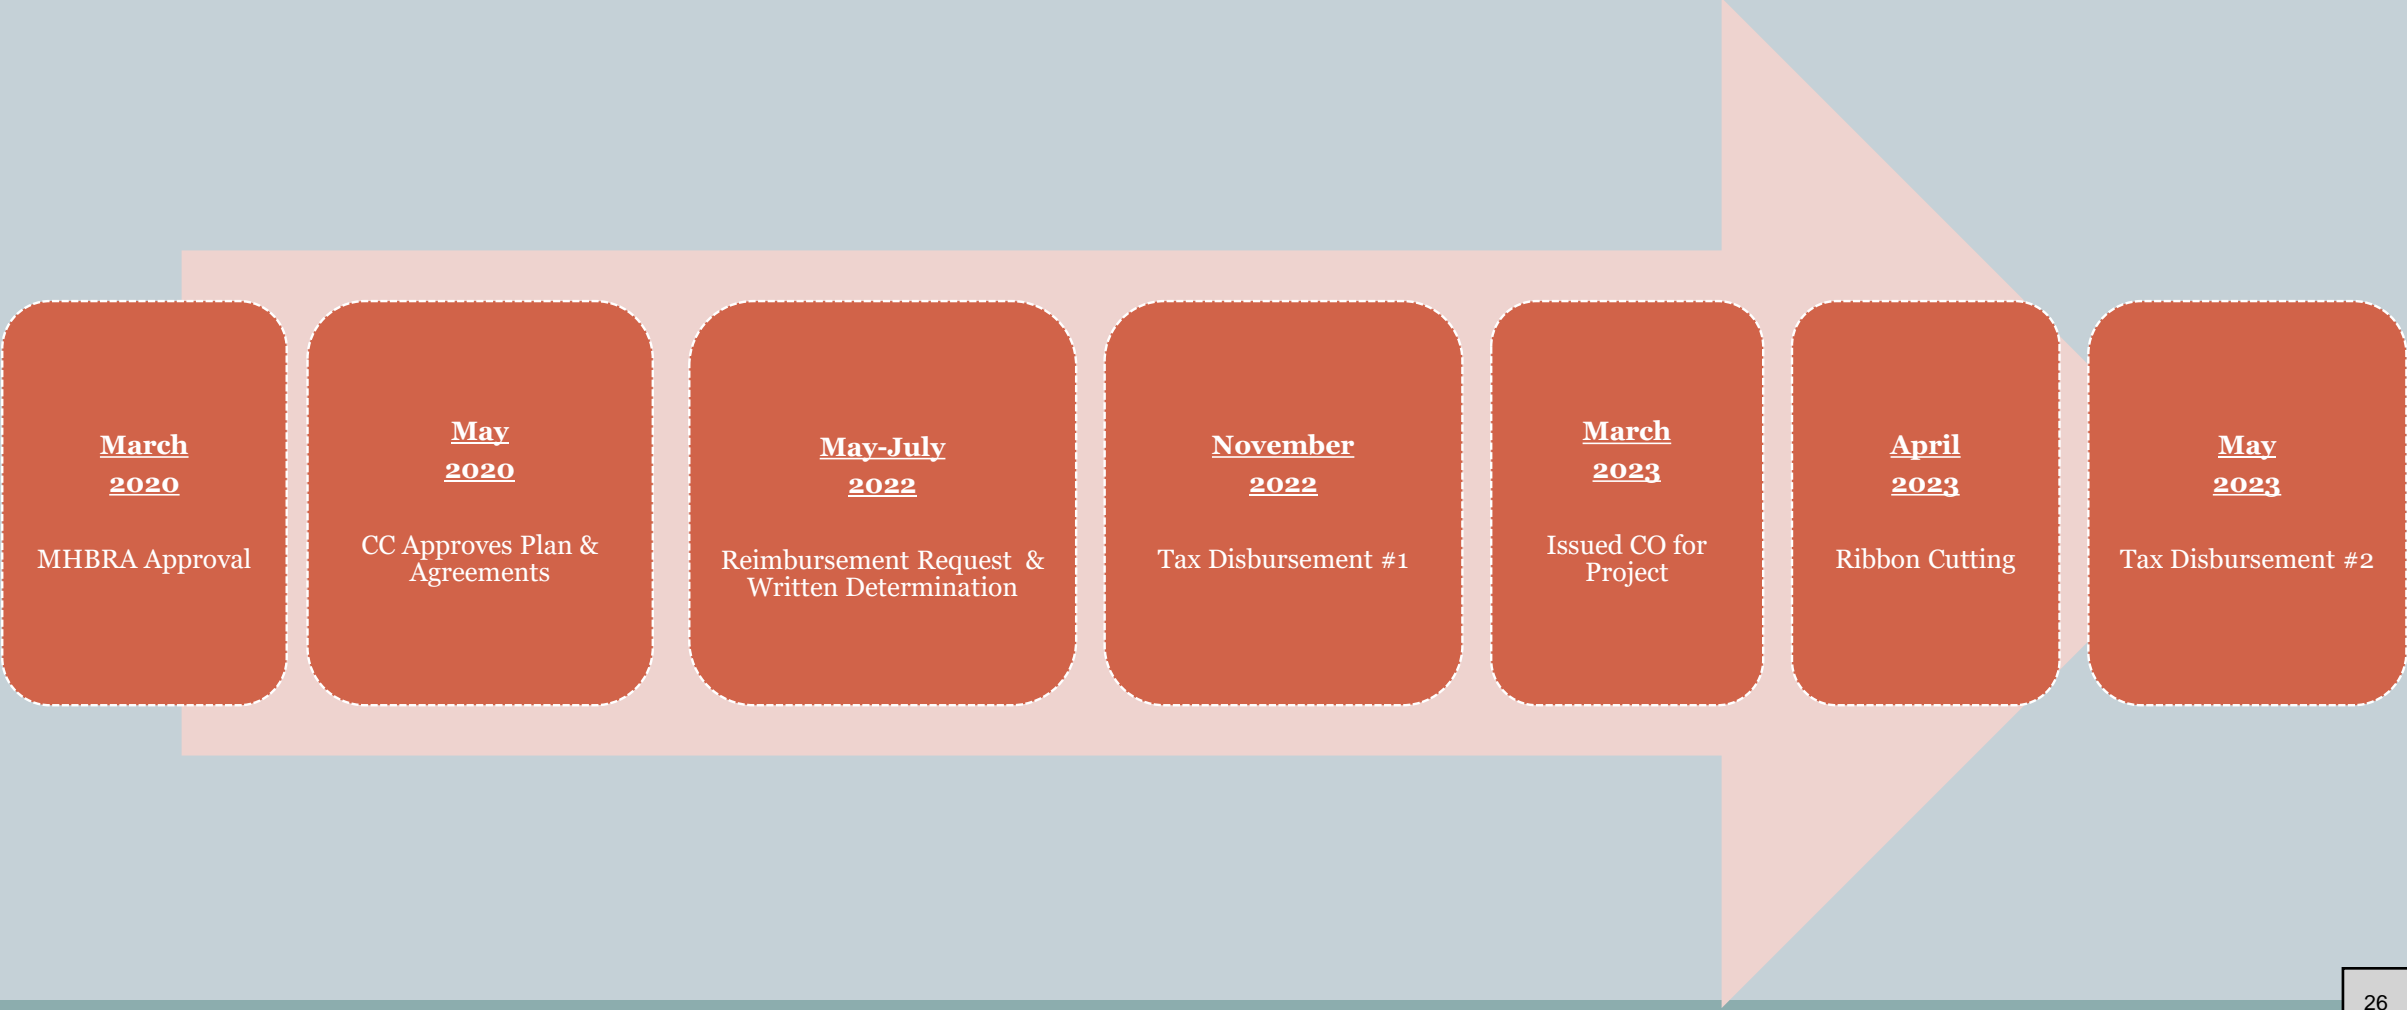 March
2020
MHBRA Approval
May
2020
CC Approves Plan &
Agreements
May-July
2022
Reimbursement Request  &
Written Determination
November
2022
Tax Disbursement #1
March
2023
Issued CO for
Project
April
2023
Ribbon Cutting
May
2023
Tax Disbursement #2
26